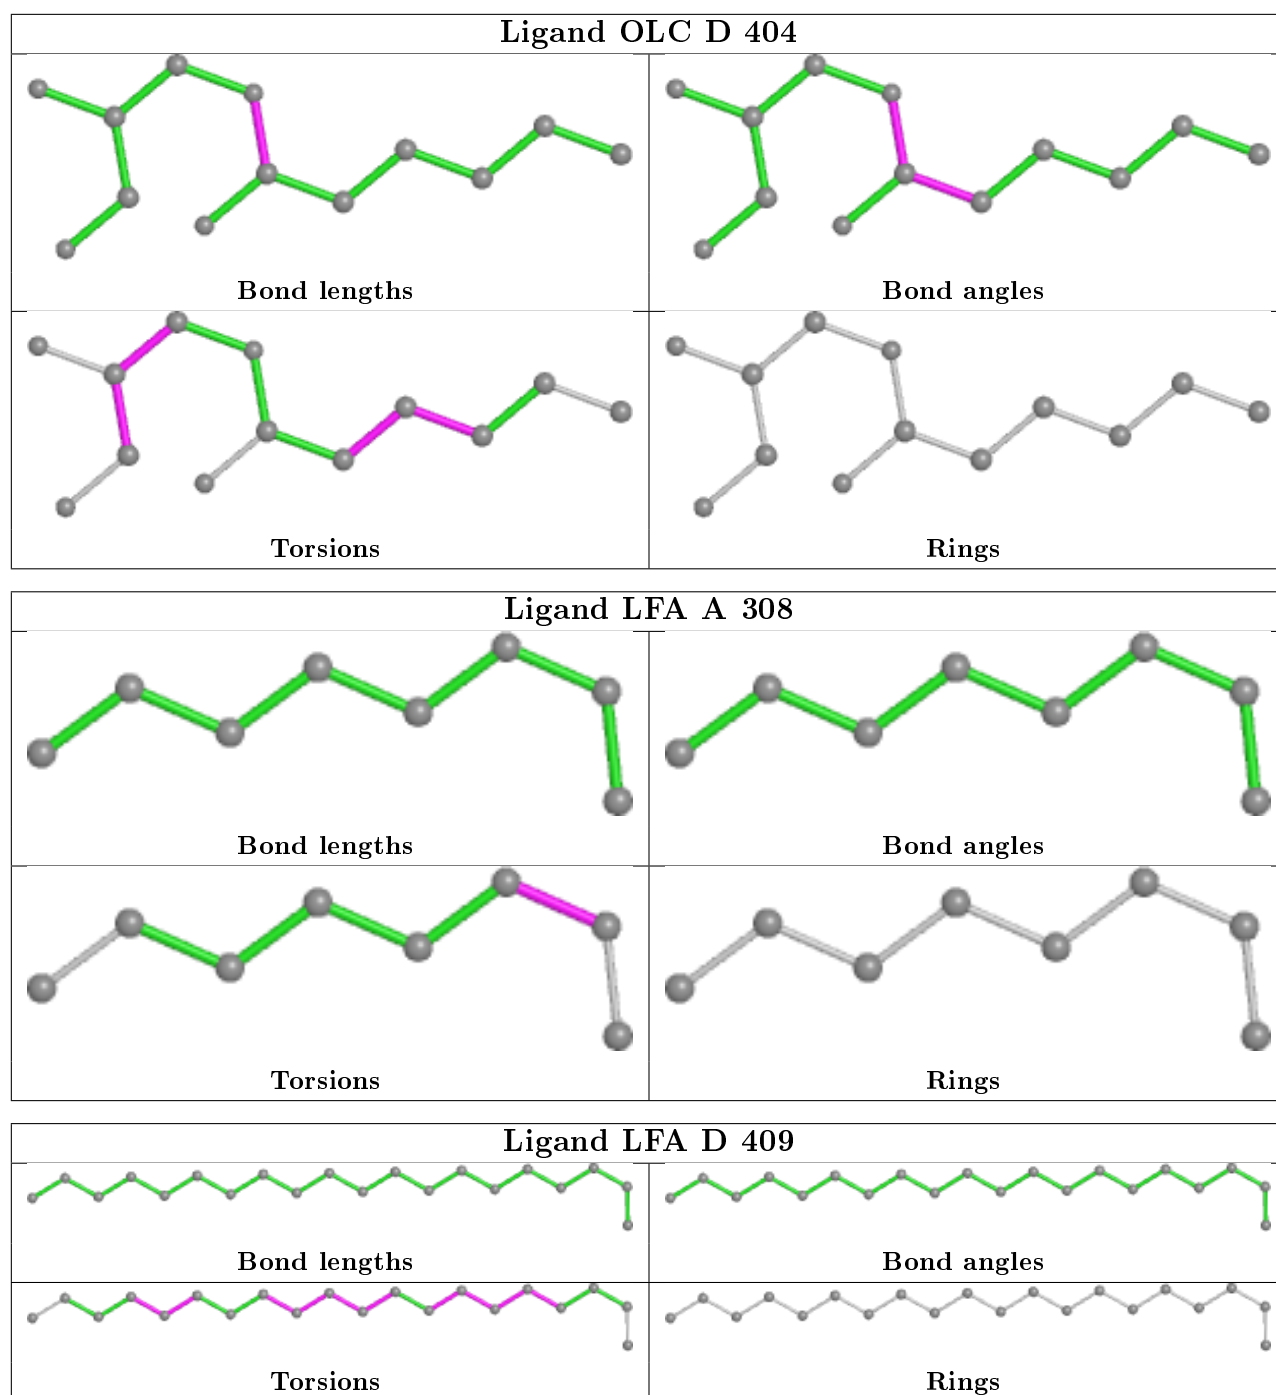 Ligand OLC D 404
Bond lengths
Bond angles
Torsions
Rings
Ligand LFA A 308
Bond lengths
Bond angles
Torsions
Rings
Ligand LFA D 409
Bond lengths
Bond angles
Torsions
Rings